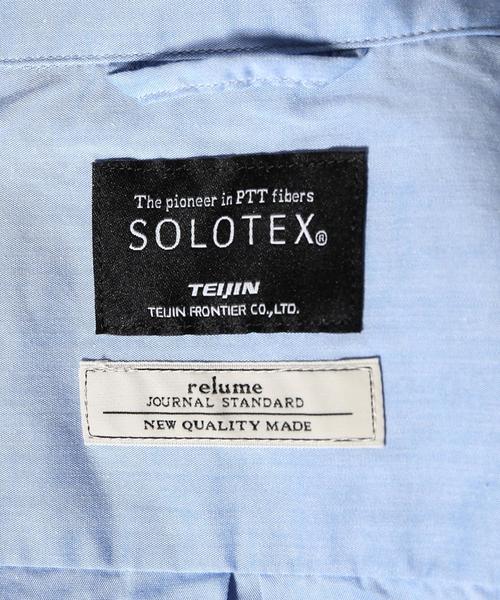 The pioneer in PTT fibers
SOLOTEX®
TEIJIN
TEIJIN FRONTIER CO.,LTD.
relume
JOURNAL STANDARD
NEW QUALITY MADE